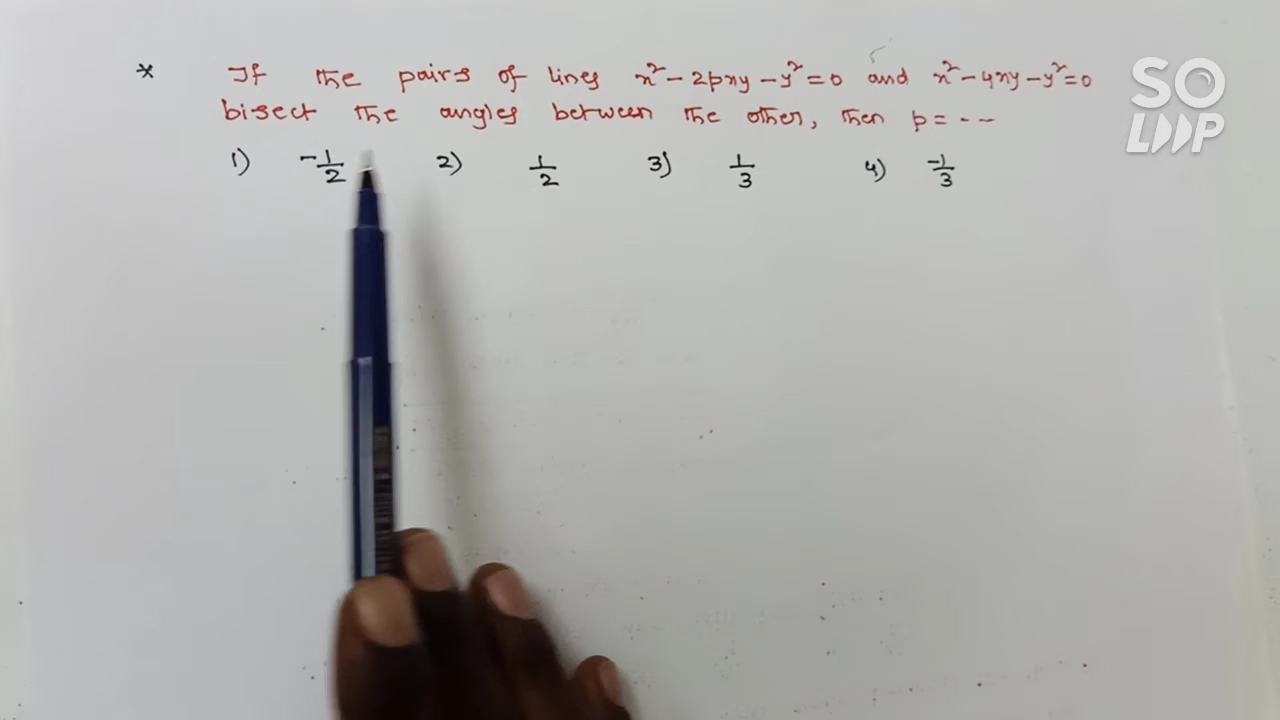 * If the pairs of lines x² - 2pxy - y² = 0 and x² - 4xy - y² = 0
bisect the angles between the other, then p = ---
1) -1/2 2) 1/2 3) 1/3 4) -1/3
SO
LOOP